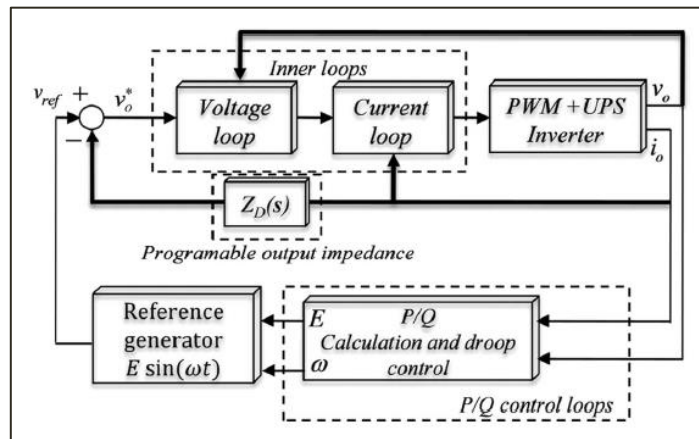 Inner loops
v_ref
+
−
v_o*
Voltage
loop
Current
loop
PWM + UPS
Inverter
v_o
i_o
Z_D(s)
Programable output impedance
Reference
generator
E sin(ωt)
E
ω
P/Q
Calculation and droop
control
P/Q control loops